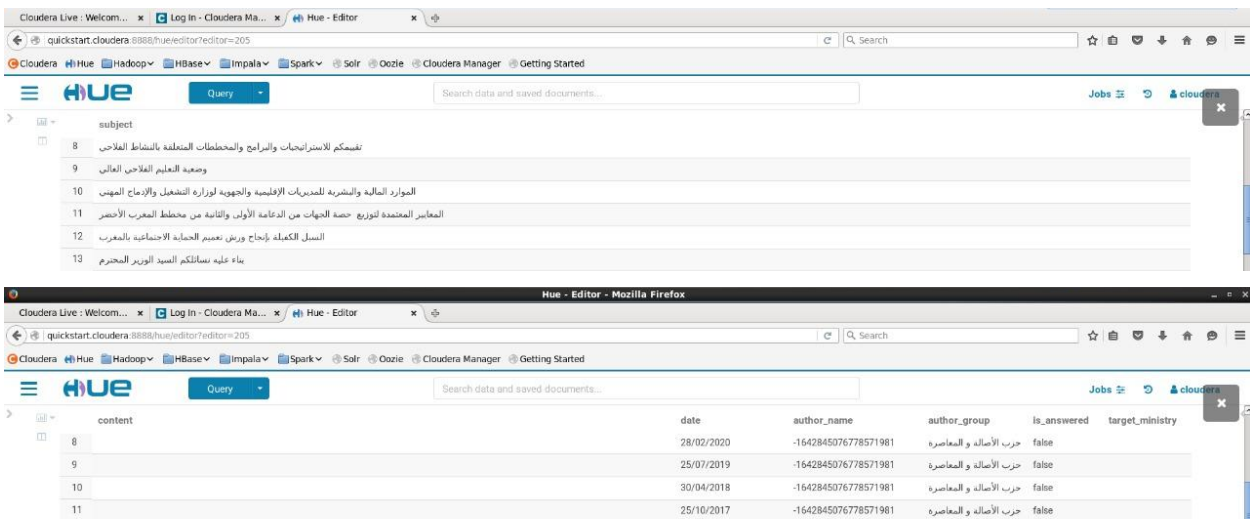 Cloudera Live : Welcom... × Log In - Cloudera Ma... × Hue - Editor ×
quickstart.cloudera:8888/hue/editor?editor=205 Search
Cloudera Hue Hadoop HBase Impala Spark Solr Oozie Cloudera Manager Getting Started
HUE Query Search data and saved documents... Jobs cloudera
subject
8 تقييمكم للاستراتيجيات والبرامج والمخططات المتعلقة بالنشاط الفلاحي
9 وضعية التعليم الفلاحي العالي
10 الموارد المالية والبشرية للمديريات الإقليمية والجهوية لوزارة التشغيل والإدماج المهني
11 المعايير المعتمدة لتوزيع حصة الجهات من الدعامة الأولى والثانية من مخطط المغرب الأخضر
12 السبل الكفيلة بإنجاح ورش تعميم الحماية الاجتماعية بالمغرب
13 بناء عليه نسائلكم السيد الوزير المحترم
Hue - Editor - Mozilla Firefox
Cloudera Live : Welcom... × Log In - Cloudera Ma... × Hue - Editor ×
quickstart.cloudera:8888/hue/editor?editor=205 Search
Cloudera Hue Hadoop HBase Impala Spark Solr Oozie Cloudera Manager Getting Started
HUE Query Search data and saved documents... Jobs cloudera
content date author_name author_group is_answered target_ministry
8 28/02/2020 -1642845076778571981 حزب الأصالة و المعاصرة false
9 25/07/2019 -1642845076778571981 حزب الأصالة و المعاصرة false
10 30/04/2018 -1642845076778571981 حزب الأصالة و المعاصرة false
11 25/10/2017 -1642845076778571981 حزب الأصالة و المعاصرة false